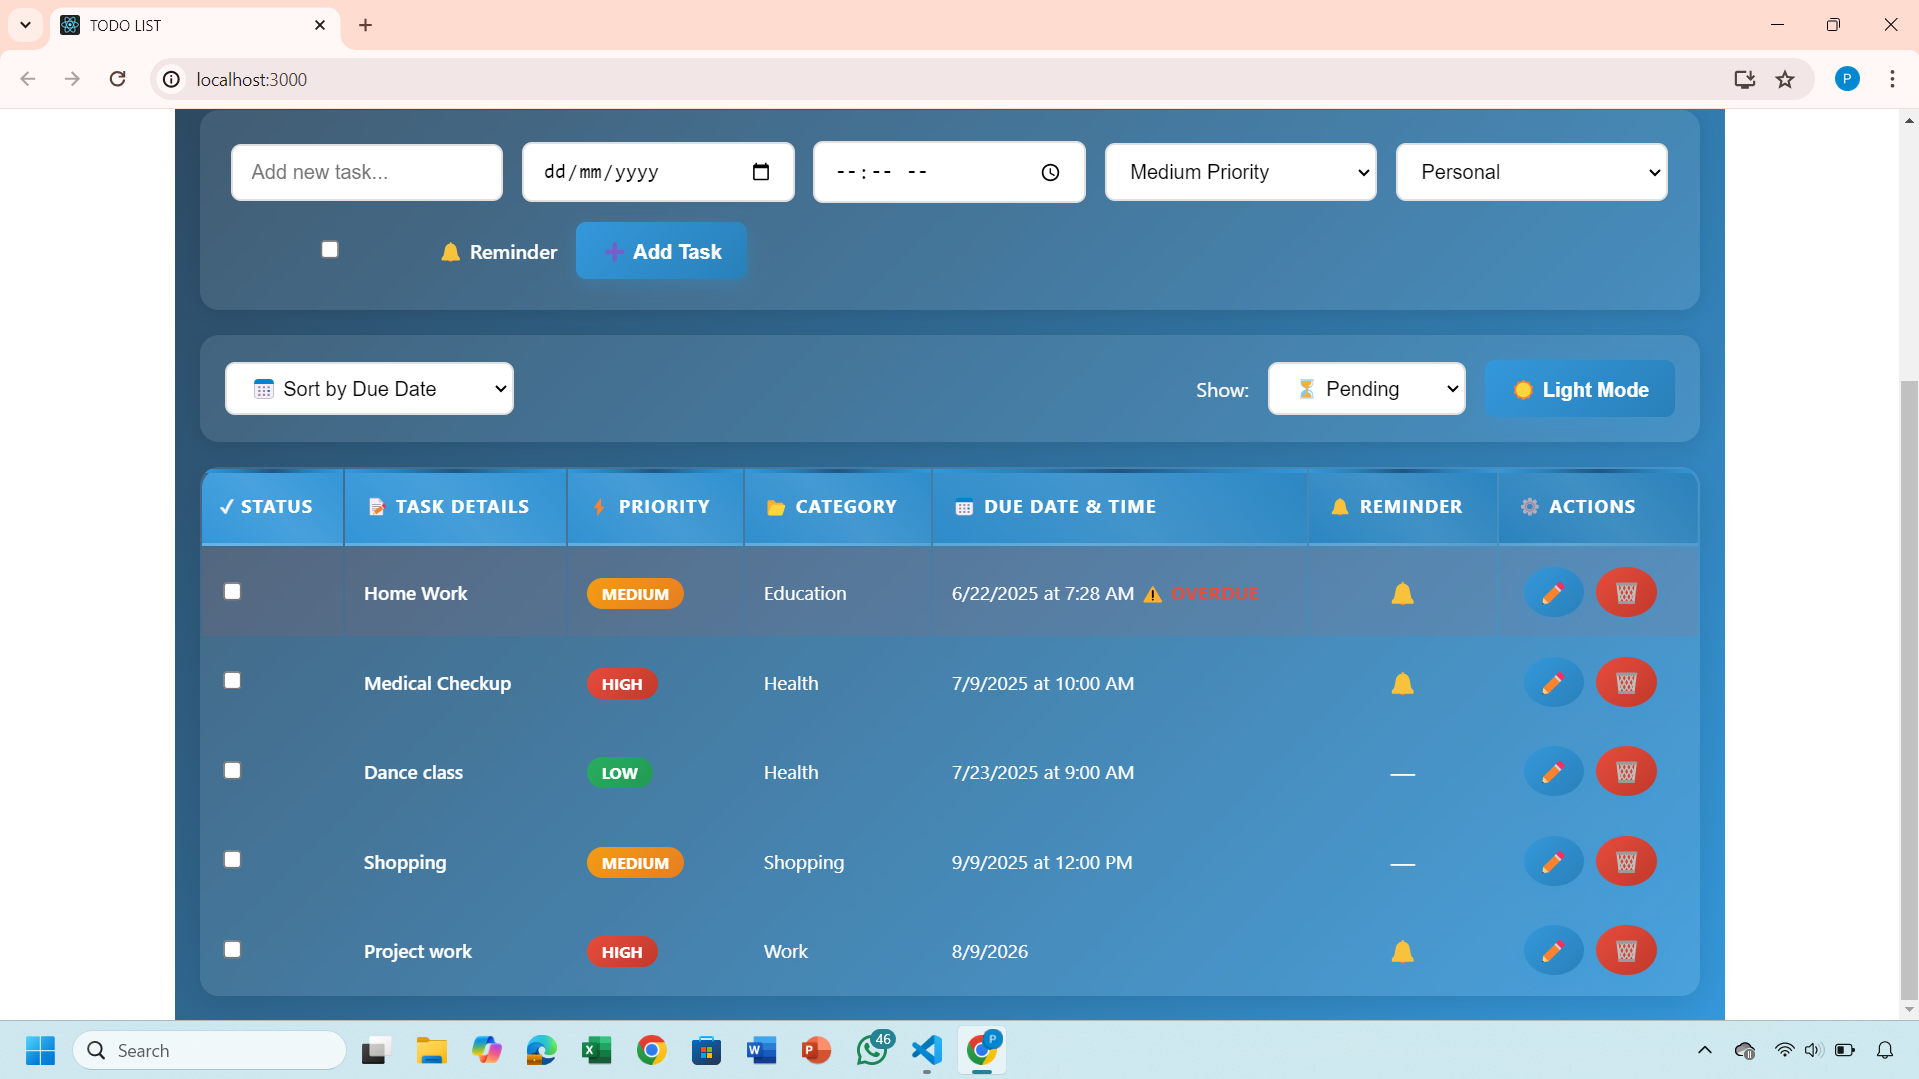 TODO LIST
localhost:3000
P
Add new task...
dd/mm/yyyy
--:-- --
Medium Priority
Personal
Reminder
Add Task
Sort by Due Date
Show:
Pending
Light Mode
STATUS TASK DETAILS PRIORITY CATEGORY DUE DATE & TIME REMINDER ACTIONS
Home Work MEDIUM Education 6/22/2025 at 7:28 AM OVERDUE
Medical Checkup HIGH Health 7/9/2025 at 10:00 AM
Dance class LOW Health 7/23/2025 at 9:00 AM —
Shopping MEDIUM Shopping 9/9/2025 at 12:00 PM —
Project work HIGH Work 8/9/2026
Search
46
P